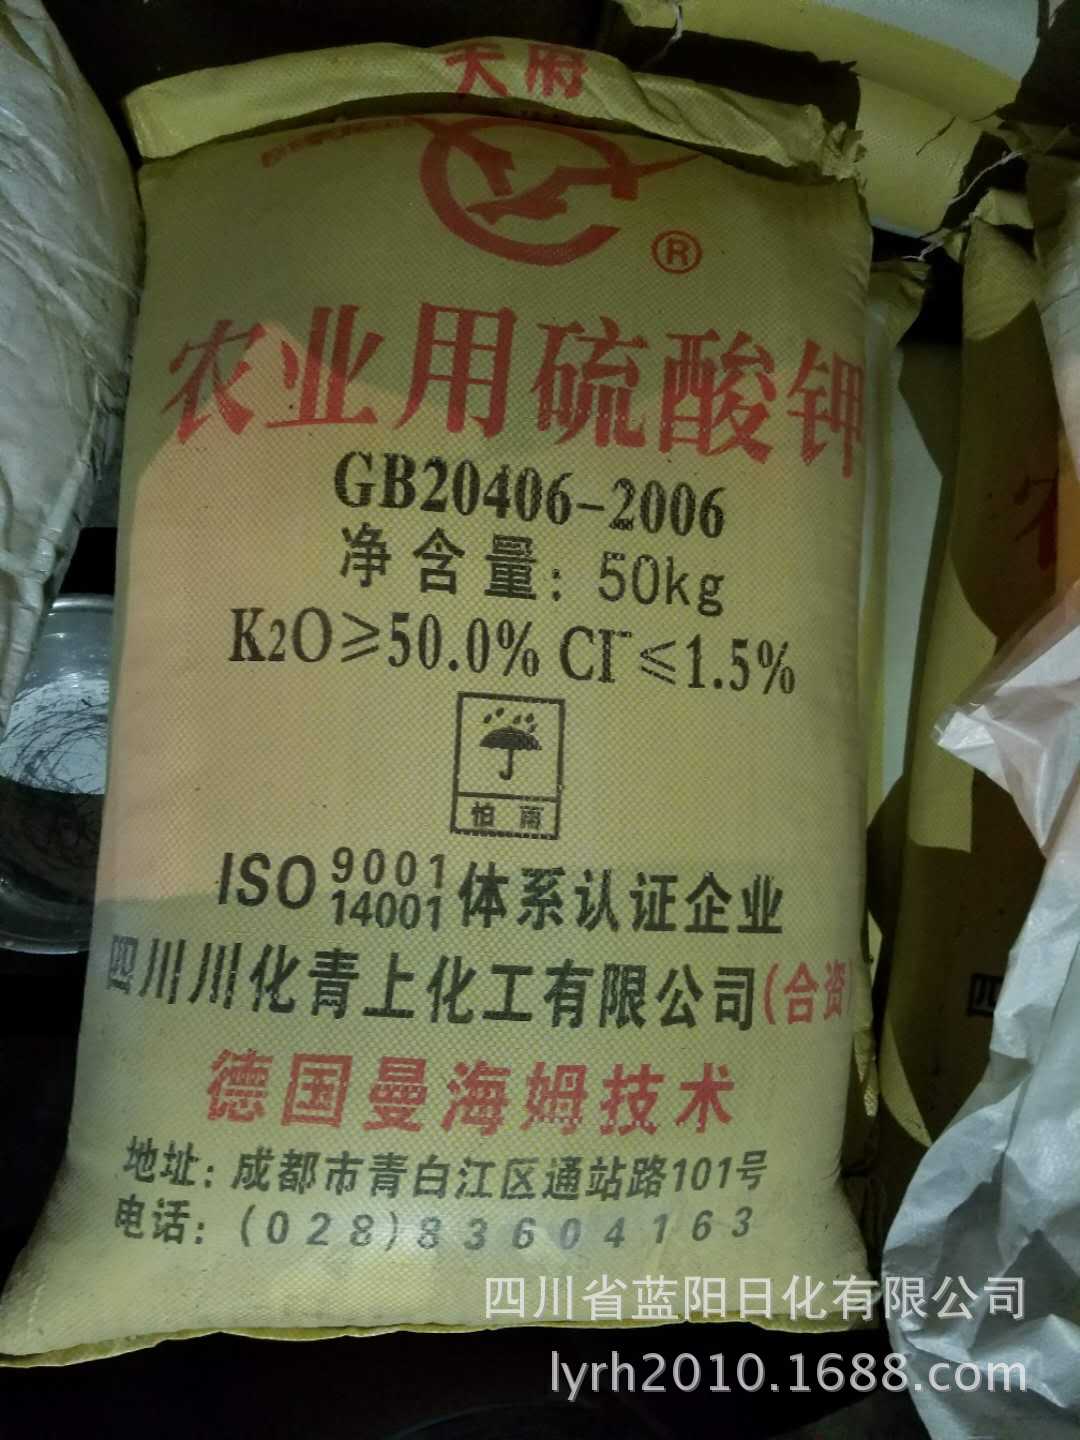 天府
®
农业用硫酸钾
GB20406-2006
净含量: 50kg
K2O≥50.0% Cl⁻≤1.5%
怕雨
ISO 9001
14001 体系认证企业
四川川化青上化工有限公司(合资)
德国曼海姆技术
地址: 成都市青白江区通站路101号
电话: (028)83604163
四川省蓝阳日化有限公司
lyrh2010.1688.com